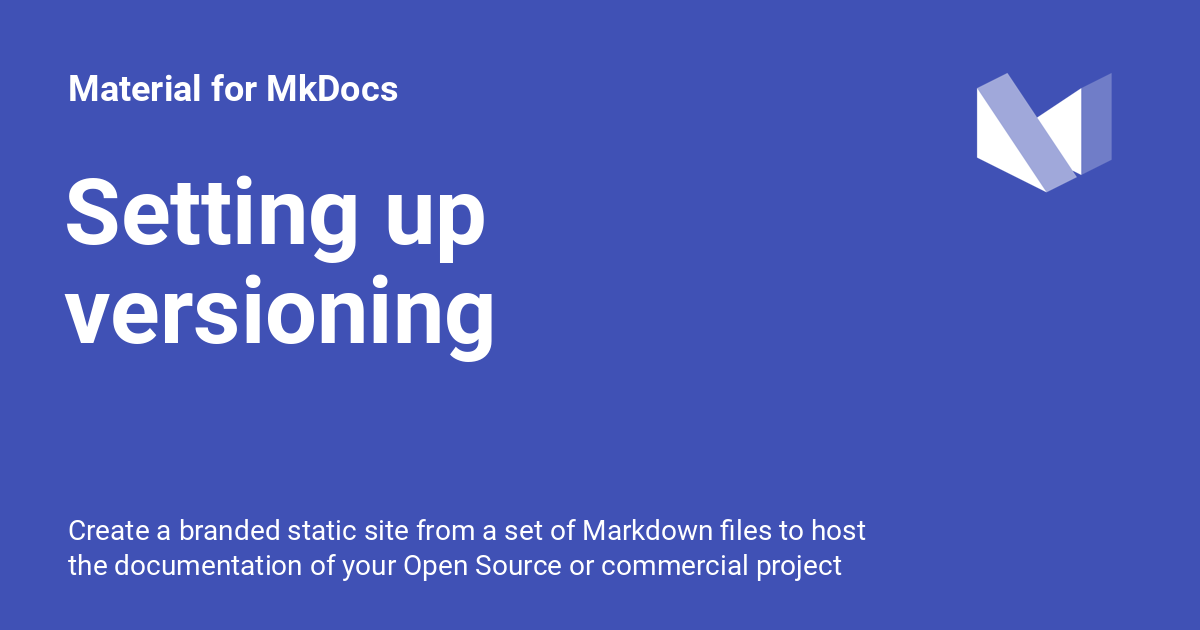 Material for MkDocs
Setting up
versioning
Create a branded static site from a set of Markdown files to host
the documentation of your Open Source or commercial project